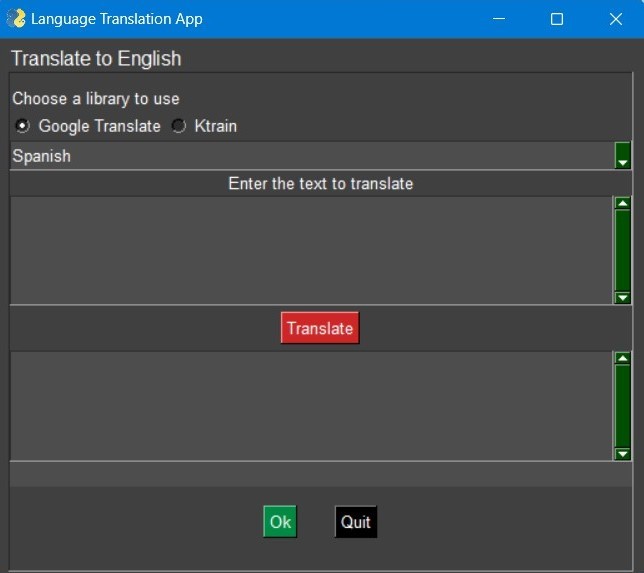 Language Translation App
Translate to English
Choose a library to use
Google Translate Ktrain
Spanish
Enter the text to translate
Translate
Ok Quit